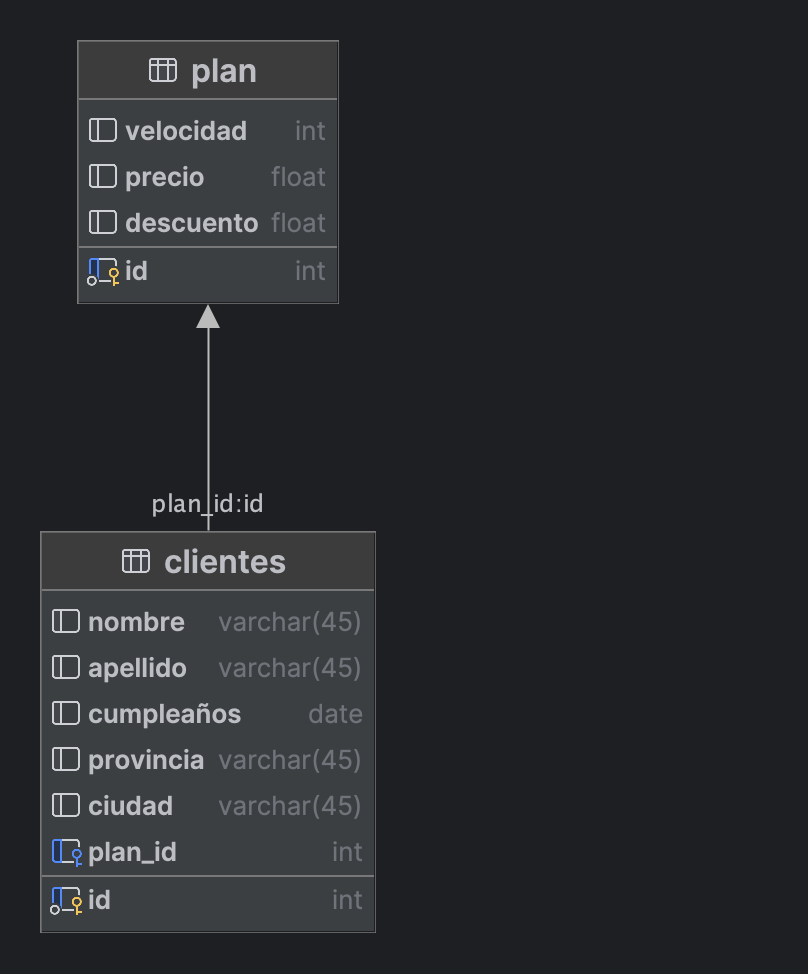 plan
velocidad int
precio float
descuento float
id int
plan_id:id
clientes
nombre varchar(45)
apellido varchar(45)
cumpleaños date
provincia varchar(45)
ciudad varchar(45)
plan_id int
id int